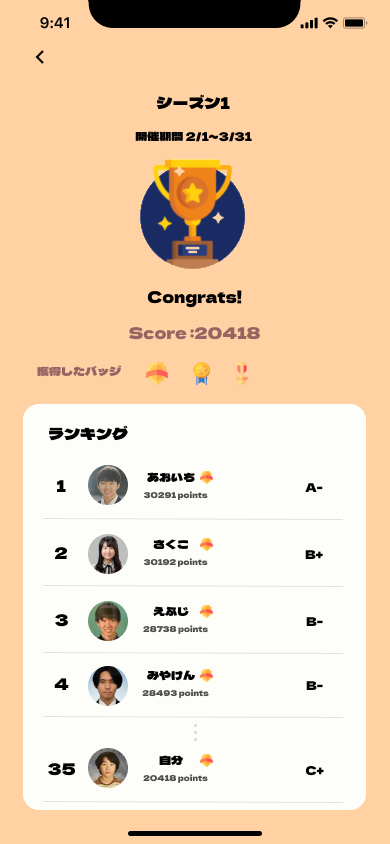 9:41
シーズン1
開催期間 2/1~3/31
Congrats!
Score :20418
獲得したバッジ
ランキング
1 あおいち A-
30291 points
2 さくこ B+
30192 points
3 えふじ B-
28738 points
4 みやけん B-
28493 points
35 自分 C+
20418 points